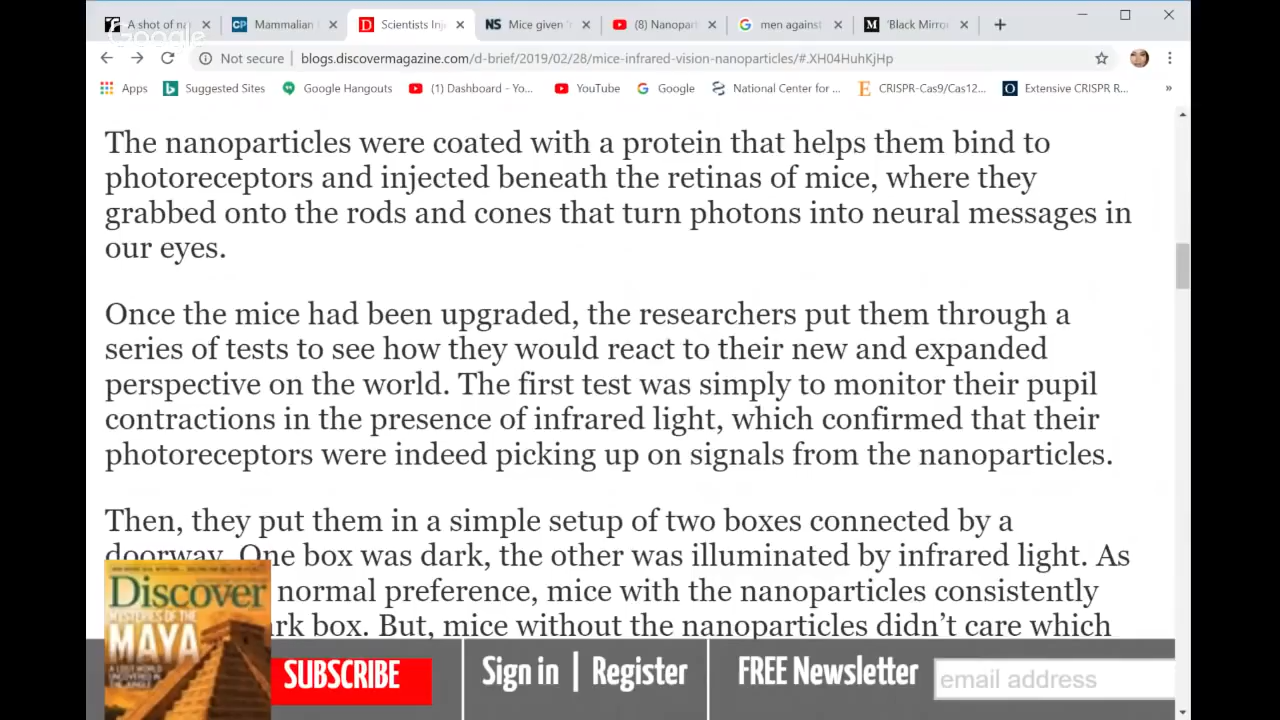 A shot of na
Mammalian
Scientists Inj
Mice given 'n
(8) Nanopart
men against
'Black Mirro
Google
Not secure
blogs.discovermagazine.com/d-brief/2019/02/28/mice-infrared-vision-nanoparticles/#.XH04HuhKjHp
Apps
Suggested Sites
Google Hangouts
(1) Dashboard - Yo...
YouTube
Google
National Center for ...
CRISPR-Cas9/Cas12...
Extensive CRISPR R...
The nanoparticles were coated with a protein that helps them bind to
photoreceptors and injected beneath the retinas of mice, where they
grabbed onto the rods and cones that turn photons into neural messages in
our eyes.
Once the mice had been upgraded, the researchers put them through a
series of tests to see how they would react to their new and expanded
perspective on the world. The first test was simply to monitor their pupil
contractions in the presence of infrared light, which confirmed that their
photoreceptors were indeed picking up on signals from the nanoparticles.
Then, they put them in a simple setup of two boxes connected by a
doorway. One box was dark, the other was illuminated by infrared light. As
normal preference, mice with the nanoparticles consistently
rk box. But, mice without the nanoparticles didn't care which
Discover
MYSTERIES OF THE
MAYA
SUBSCRIBE
Sign in | Register
FREE Newsletter
email address